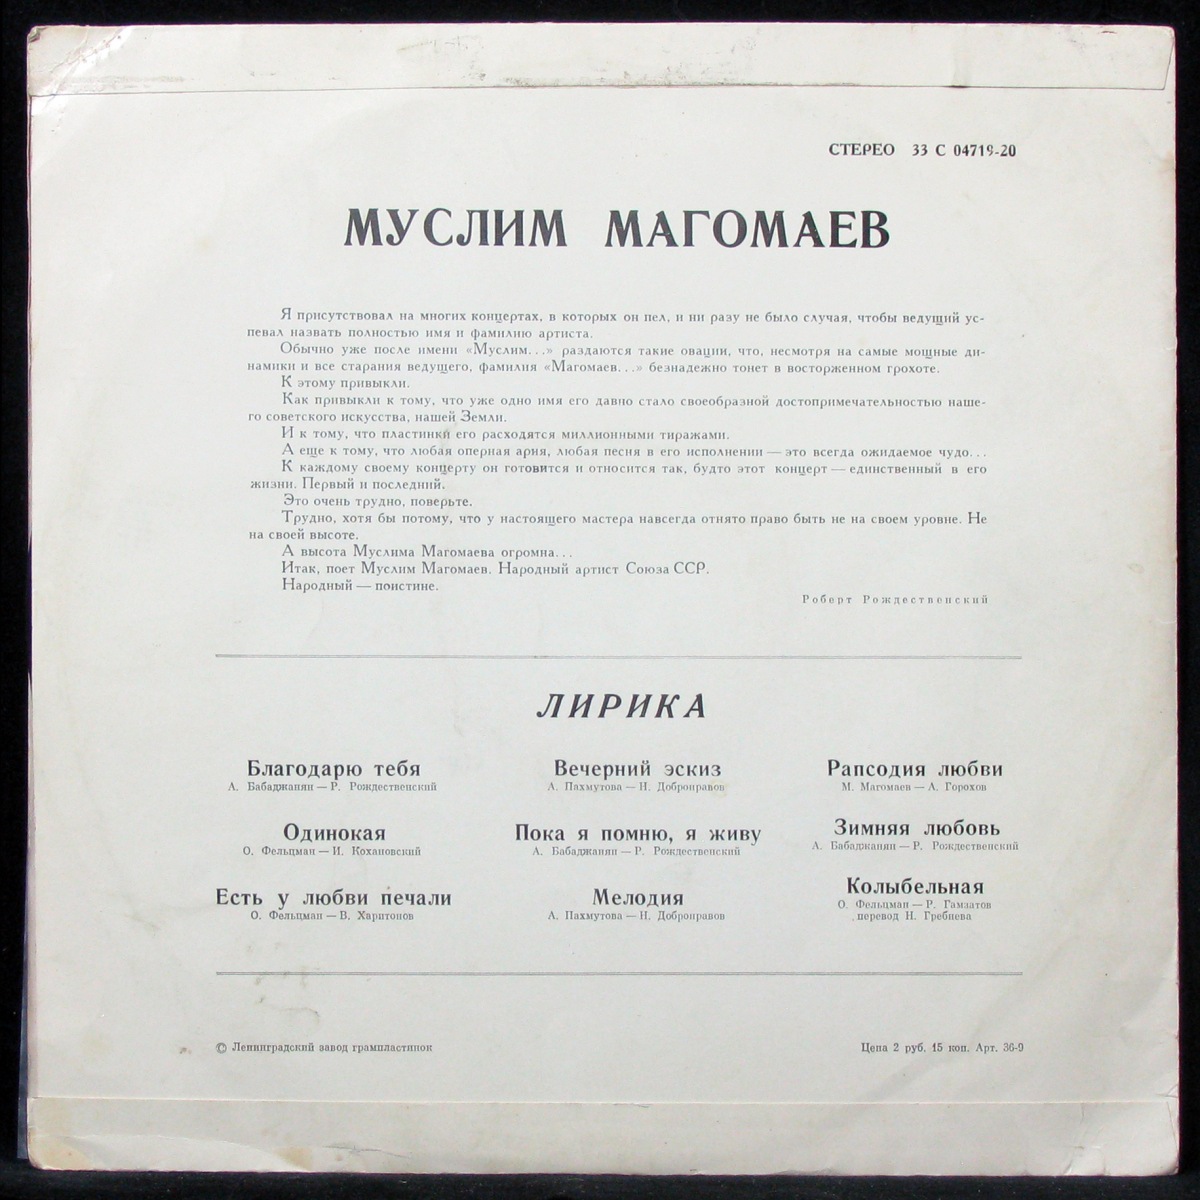 СТЕРЕО 33 С 04719-20
МУСЛИМ МАГОМАЕВ
Я присутствовал на многих концертах, в которых он пел, и ни разу не было случая, чтобы ведущий ус-
певал назвать полностью имя и фамилию артиста.
Обычно уже после имени «Муслим...» раздаются такие овации, что, несмотря на самые мощные ди-
намики и все старания ведущего, фамилия «Магомаев...» безнадежно тонет в восторженном грохоте.
К этому привыкли.
Как привыкли к тому, что уже одно имя его давно стало своеобразной достопримечательностью наше-
го советского искусства, нашей Земли.
И к тому, что пластинки его расходятся миллионными тиражами.
А еще к тому, что любая оперная ария, любая песня в его исполнении — это всегда ожидаемое чудо...
К каждому своему концерту он готовится и относится так, будто этот концерт — единственный в его
жизни. Первый и последний.
Это очень трудно, поверьте.
Трудно, хотя бы потому, что у настоящего мастера навсегда отнято право быть не на своем уровне. Не
на своей высоте.
А высота Муслима Магомаева огромна...
Итак, поет Муслим Магомаев. Народный артист Союза ССР.
Народный — поистине.
Роберт Рождественский
ЛИРИКА
Благодарю тебя
А. Бабаджанян — Р. Рождественский
Одинокая
О. Фельцман — И. Кохановский
Есть у любви печали
О. Фельцман — В. Харитонов
Вечерний эскиз
А. Пахмутова — Н. Добронравов
Пока я помню, я живу
А. Бабаджанян — Р. Рождественский
Мелодия
А. Пахмутова — Н. Добронравов
Рапсодия любви
М. Магомаев — А. Горохов
Зимняя любовь
А. Бабаджанян — Р. Рождественский
Колыбельная
О. Фельцман — Р. Гамзатов
перевод Н. Гребнева
© Ленинградский завод грампластинок
Цена 2 руб. 15 коп. Арт. 36-9